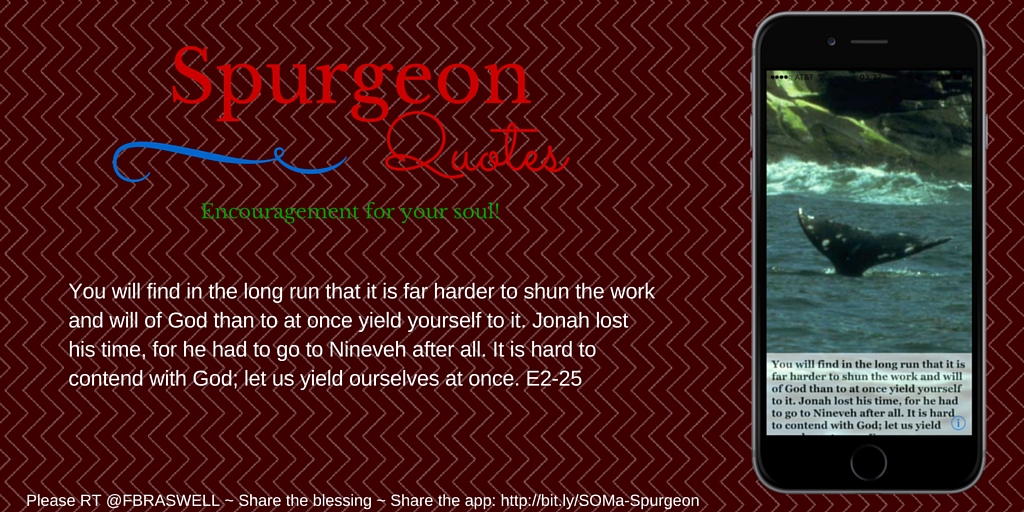 Spurgeon
Quotes
Encouragement for your soul!
You will find in the long run that it is far harder to shun the work
and will of God than to at once yield yourself to it. Jonah lost
his time, for he had to go to Nineveh after all. It is hard to
contend with God; let us yield ourselves at once. E2-25
Please RT @FBRASWELL ~ Share the blessing ~ Share the app: http://bit.ly/SOMa-Spurgeon
AT&T
You will find in the long run that it is
far harder to shun the work and will
of God than to at once yield yourself
to it. Jonah lost his time, for he had
to go to Nineveh after all. It is hard
to contend with God; let us yield